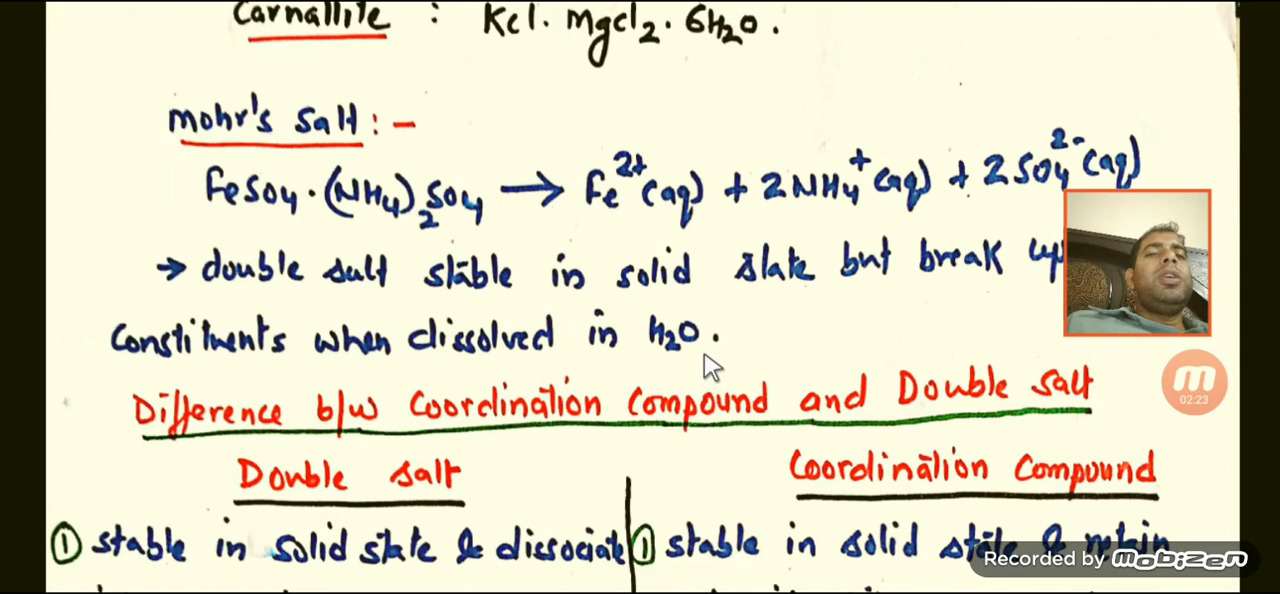 Carnallite : Kcl. Mgcl2. 6H2O.
Mohr's Salt :-
FeSO4 · (NH4)2SO4 → Fe2+ (aq) + 2NH4+ (aq) + 2SO4 2- (aq)
→ double salt stable in solid state but break up
constituents when dissolved in H2O.
Difference b/w Coordination Compound and Double salt
Double salt
Coordination Compound
① stable in solid state & dissociate
① stable in solid state & retain
02:23
Recorded by mobizen